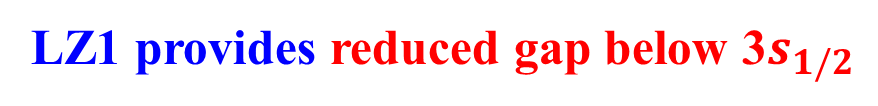 LZ1 provides reduced gap below 3s₁/₂